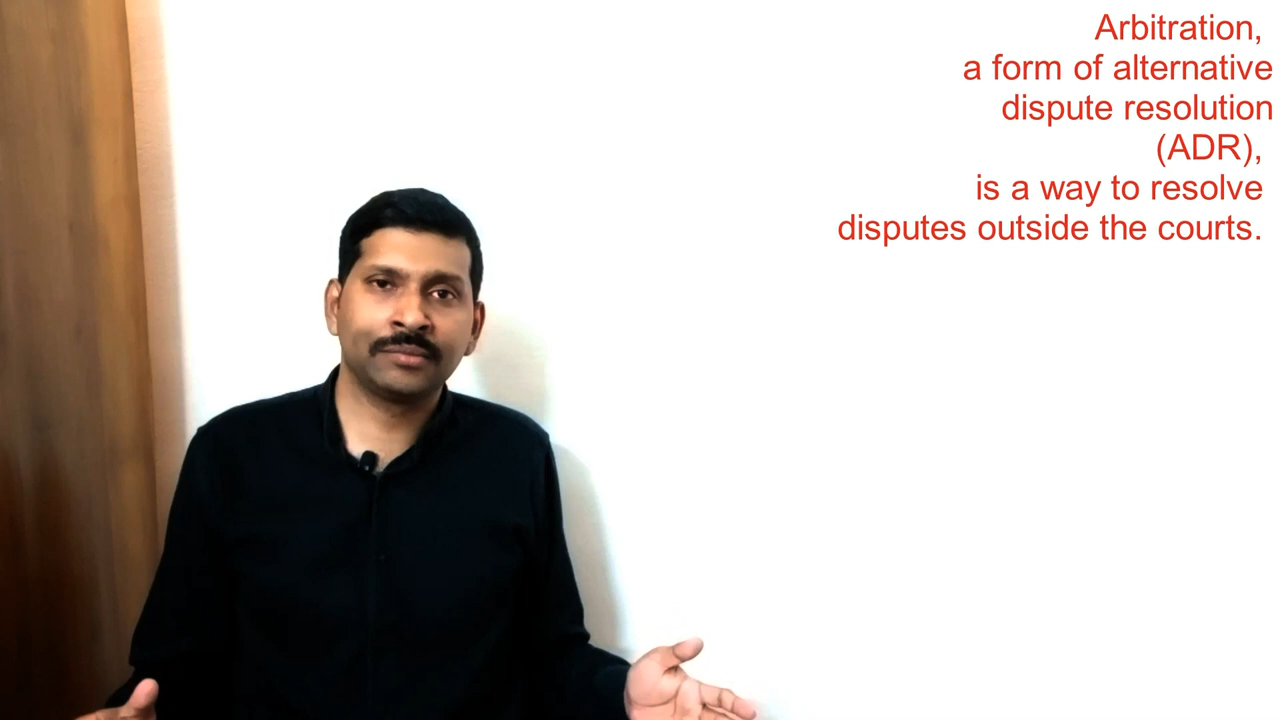 Arbitration,
a form of alternative
dispute resolution
(ADR),
is a way to resolve
disputes outside the courts.